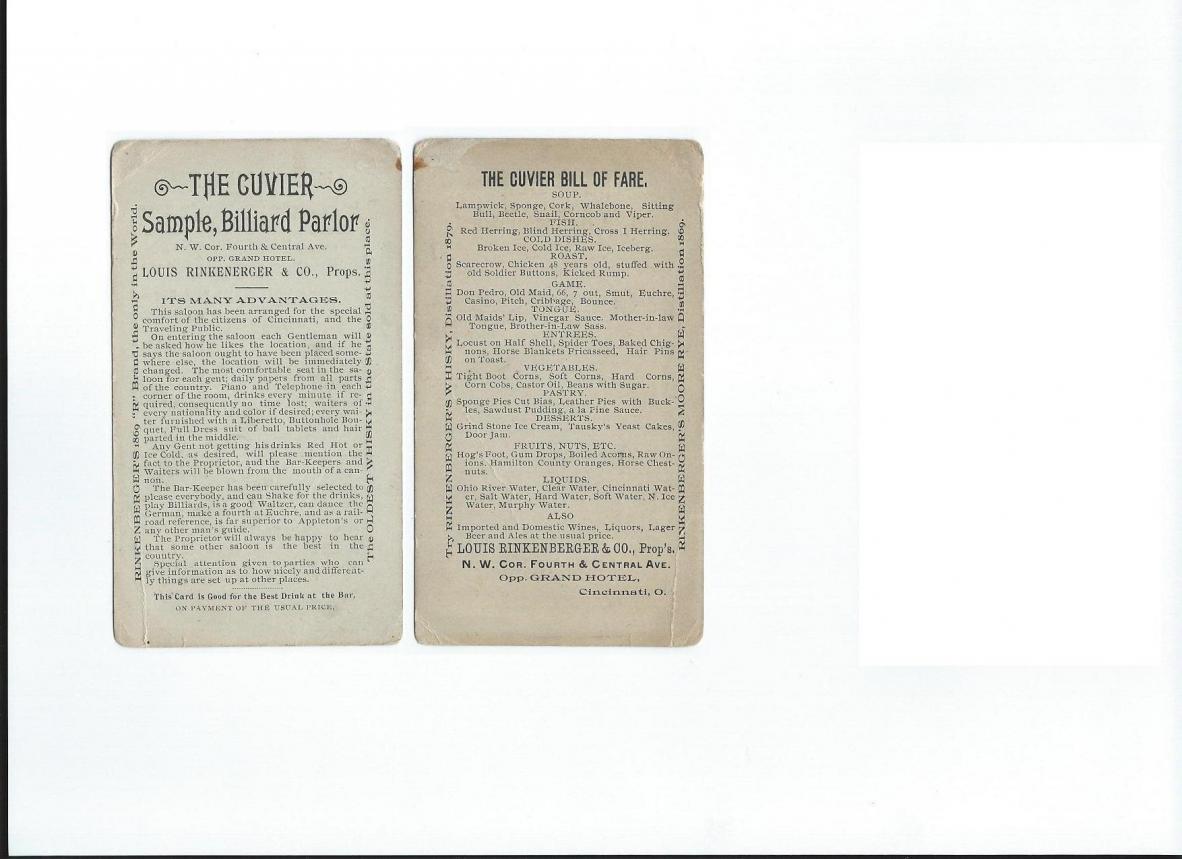 THE CUVIER
Sample, Billiard Parlor
N. W. Cor. Fourth & Central Ave.
OPP. GRAND HOTEL.
LOUIS RINKENERGER & CO., Props.
ITS MANY ADVANTAGES.
This saloon has been arranged for the special
comfort of the citizens of Cincinnati, and the
Traveling Public.
On entering the saloon each Gentleman will
be asked how he likes the location, and if he
says the saloon ought to have been placed some-
where else, the location will be immediately
changed. The most comfortable seat in the sa-
loon for each gent; daily papers from all parts
of the country. Piano and Telephone in each
corner of the room, drinks every minute if re-
quired, consequently no time lost; waiters of
every nationality and color if desired; every wai-
ter furnished with a Liberetto, Buttonhole Bou-
quet, Full Dress suit of ball tablets and hair
parted in the middle.
Any Gent not getting his drinks Red Hot or
Ice Cold, as desired, will please mention the
fact to the Proprietor, and the Bar-Keepers and
Waiters will be blown from the mouth of a can-
non.
The Bar-Keeper has been carefully selected to
please everybody, and can Shake for the drinks,
play Billiards, is a good Waltzer, can dance the
German, make a fourth at Euchre, and as a rail-
road reference, is far superior to Appleton's or
any other man's guide.
The Proprietor will always be happy to hear
that some other saloon is the best in the
country.
Special attention given to parties who can
give information as to how nicely and different-
ly things are set up at other places.
This Card is Good for the Best Drink at the Bar,
ON PAYMENT OF THE USUAL PRICE.
RINKENBERGER'S 1869 "R" Brand, the only in the World.
The OLDEST WHISKY in the State sold at this place.
THE CUVIER BILL OF FARE.
SOUP.
Lampwick, Sponge, Cork, Whalebone, Sitting
Bull, Beetle, Snail, Corncob and Viper.
FISH.
Red Herring, Blind Herring, Cross I Herring.
COLD DISHES.
Broken Ice, Cold Ice, Raw Ice, Iceberg.
ROAST.
Scarecrow, Chicken 48 years old, stuffed with
old Soldier Buttons, Kicked Rump.
GAME.
Don Pedro, Old Maid, 66, 7 out, Smut, Euchre,
Casino, Pitch, Cribbage, Bounce.
TONGUE.
Old Maids' Lip, Vinegar Sauce. Mother-in-law
Tongue, Brother-in-Law Sass.
ENTREES.
Locust on Half Shell, Spider Toes, Baked Chig-
nons, Horse Blankets Fricasseed, Hair Pins
on Toast.
VEGETABLES.
Tight Boot Corns, Soft Corns, Hard Corns,
Corn Cobs, Castor Oil, Beans with Sugar.
PASTRY.
Sponge Pies Cut Bias, Leather Pies with Buck-
les, Sawdust Pudding, a la Pine Sauce.
DESSERTS.
Grind Stone Ice Cream, Tausky's Yeast Cakes,
Door Jam.
FRUITS, NUTS, ETC.
Hog's Foot, Gum Drops, Boiled Acorns, Raw On-
ions. Hamilton County Oranges, Horse Chest-
nuts.
LIQUIDS.
Ohio River Water, Clear Water, Cincinnati Wat-
er, Salt Water, Hard Water, Soft Water, N. Ice
Water, Murphy Water.
ALSO
Imported and Domestic Wines, Liquors, Lager
Beer and Ales at the usual price.
LOUIS RINKENBERGER & CO., Prop's.
N. W. COR. FOURTH & CENTRAL AVE.
Opp. GRAND HOTEL,
Cincinnati, O.
Try RINKENBERGER'S WHISKY, Distillation 1879.
RINKENBERGER'S MOORE RYE, Distillation 1869.